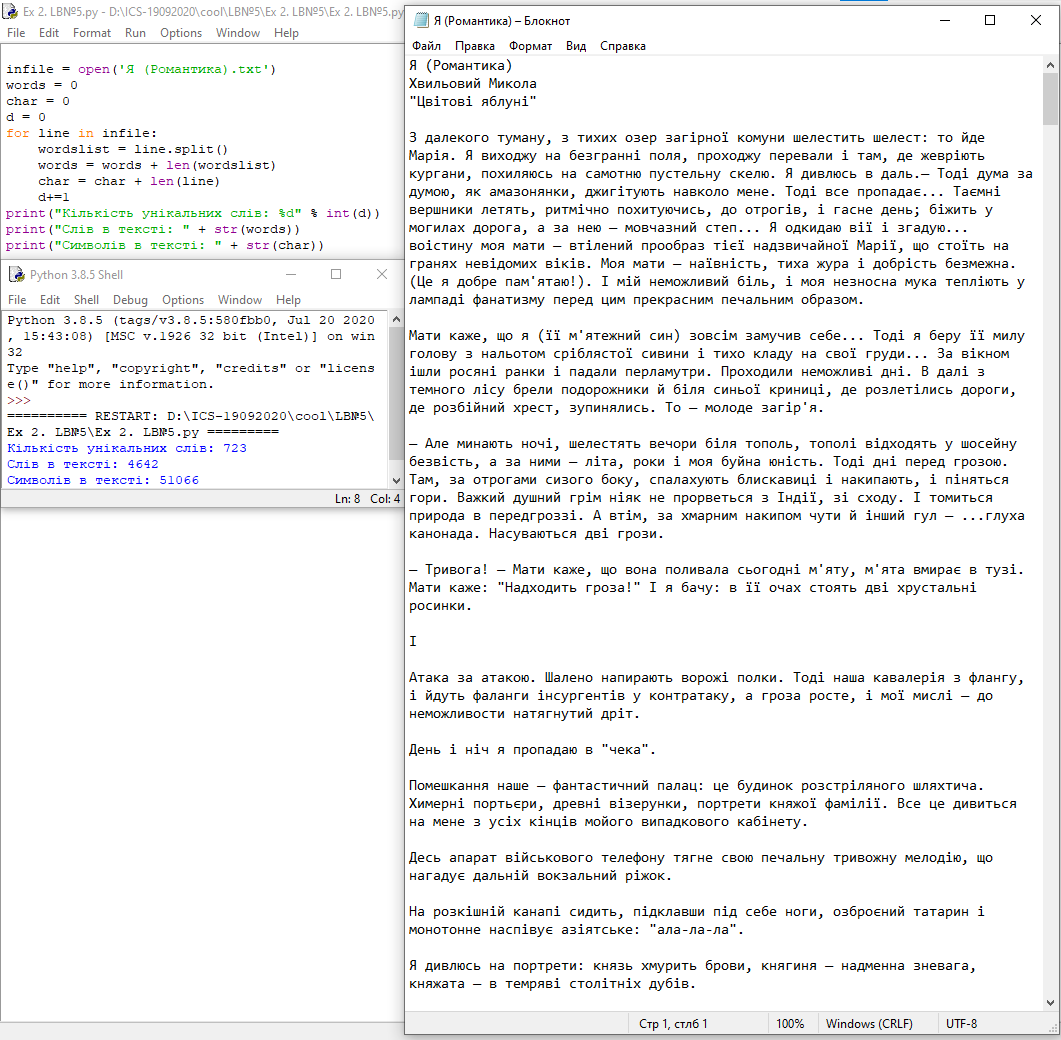 Ex 2. LB№5.py - D:\ICS-19092020\cool\LB№5\Ex 2. LB№5\Ex 2. LB№5.py
File Edit Format Run Options Window Help
infile = open('Я (Романтика).txt')
words = 0
char = 0
d = 0
for line in infile:
    wordslist = line.split()
    words = words + len(wordslist)
    char = char + len(line)
    d+=1
print("Кількість унікальних слів: %d" % int(d))
print("Слів в тексті: " + str(words))
print("Символів в тексті: " + str(char))
Python 3.8.5 Shell
File Edit Shell Debug Options Window Help
Python 3.8.5 (tags/v3.8.5:580fbb0, Jul 20 2020
, 15:43:08) [MSC v.1926 32 bit (Intel)] on win
32
Type "help", "copyright", "credits" or "licens
e()" for more information.
>>>
========== RESTART: D:\ICS-19092020\cool\LB№5\
Ex 2. LB№5\Ex 2. LB№5.py =========
Кількість унікальних слів: 723
Слів в тексті: 4642
Символів в тексті: 51066
Ln: 8 Col: 4
Я (Романтика) – Блокнот
Файл Правка Формат Вид Справка
Я (Романтика)
Хвильовий Микола
"Цвітові яблуні"
З далекого туману, з тихих озер загірної комуни шелестить шелест: то йде
Марія. Я виходжу на безгранні поля, проходжу перевали і там, де жевріють
кургани, похиляюсь на самотню пустельну скелю. Я дивлюсь в даль.— Тоді дума за
думою, як амазонянки, джигітують навколо мене. Тоді все пропадає... Таємні
вершники летять, ритмічно похитуючись, до отрогів, і гасне день; біжить у
могилах дорога, а за нею — мовчазний степ... Я одкидаю вії і згадую...
воістину моя мати — втілений прообраз тієї надзвичайної Марії, що стоїть на
гранях невідомих віків. Моя мати — наївність, тиха жура і добрість безмежна.
(Це я добре пам'ятаю!). І мій неможливий біль, і моя незносна мука тепліють у
лампаді фанатизму перед цим прекрасним печальним образом.
Мати каже, що я (її м'ятежний син) зовсім замучив себе... Тоді я беру її милу
голову з нальотом сріблястої сивини і тихо кладу на свої груди... За вікном
ішли росяні ранки і падали перламутри. Проходили неможливі дні. В далі з
темного лісу брели подорожники й біля синьої криниці, де розлетілись дороги,
де розбійний хрест, зупинялись. То — молоде загір'я.
— Але минають ночі, шелестять вечори біля тополь, тополі відходять у шосейну
безвість, а за ними — літа, роки і моя буйна юність. Тоді дні перед грозою.
Там, за отрогами сизого боку, спалахують блискавиці і накипають, і піняться
гори. Важкий душний грім ніяк не прорветься з Індії, зі сходу. І томиться
природа в передгроззі. А втім, за хмарним накипом чути й інший гул — ...глуха
канонада. Насуваються дві грози.
— Тривога! — Мати каже, що вона поливала сьогодні м'яту, м'ята вмирає в тузі.
Мати каже: "Надходить гроза!" І я бачу: в її очах стоять дві хрустальні
росинки.
I
Атака за атакою. Шалено напирають ворожі полки. Тоді наша кавалерія з флангу,
і йдуть фаланги інсургентів у контратаку, а гроза росте, і мої мислі — до
неможливости натягнутий дріт.
День і ніч я пропадаю в "чека".
Помешкання наше — фантастичний палац: це будинок розстріляного шляхтича.
Химерні портьєри, древні візерунки, портрети княжої фамілії. Все це дивиться
на мене з усіх кінців мойого випадкового кабінету.
Десь апарат військового телефону тягне свою печальну тривожну мелодію, що
нагадує дальній вокзальний ріжок.
На розкішній канапі сидить, підклавши під себе ноги, озброєний татарин і
монотонне наспівує азіятське: "ала-ла-ла".
Я дивлюсь на портрети: князь хмурить брови, княгиня — надменна зневага,
княжата — в темряві столітніх дубів.
Стр 1, стлб 1 100% Windows (CRLF) UTF-8